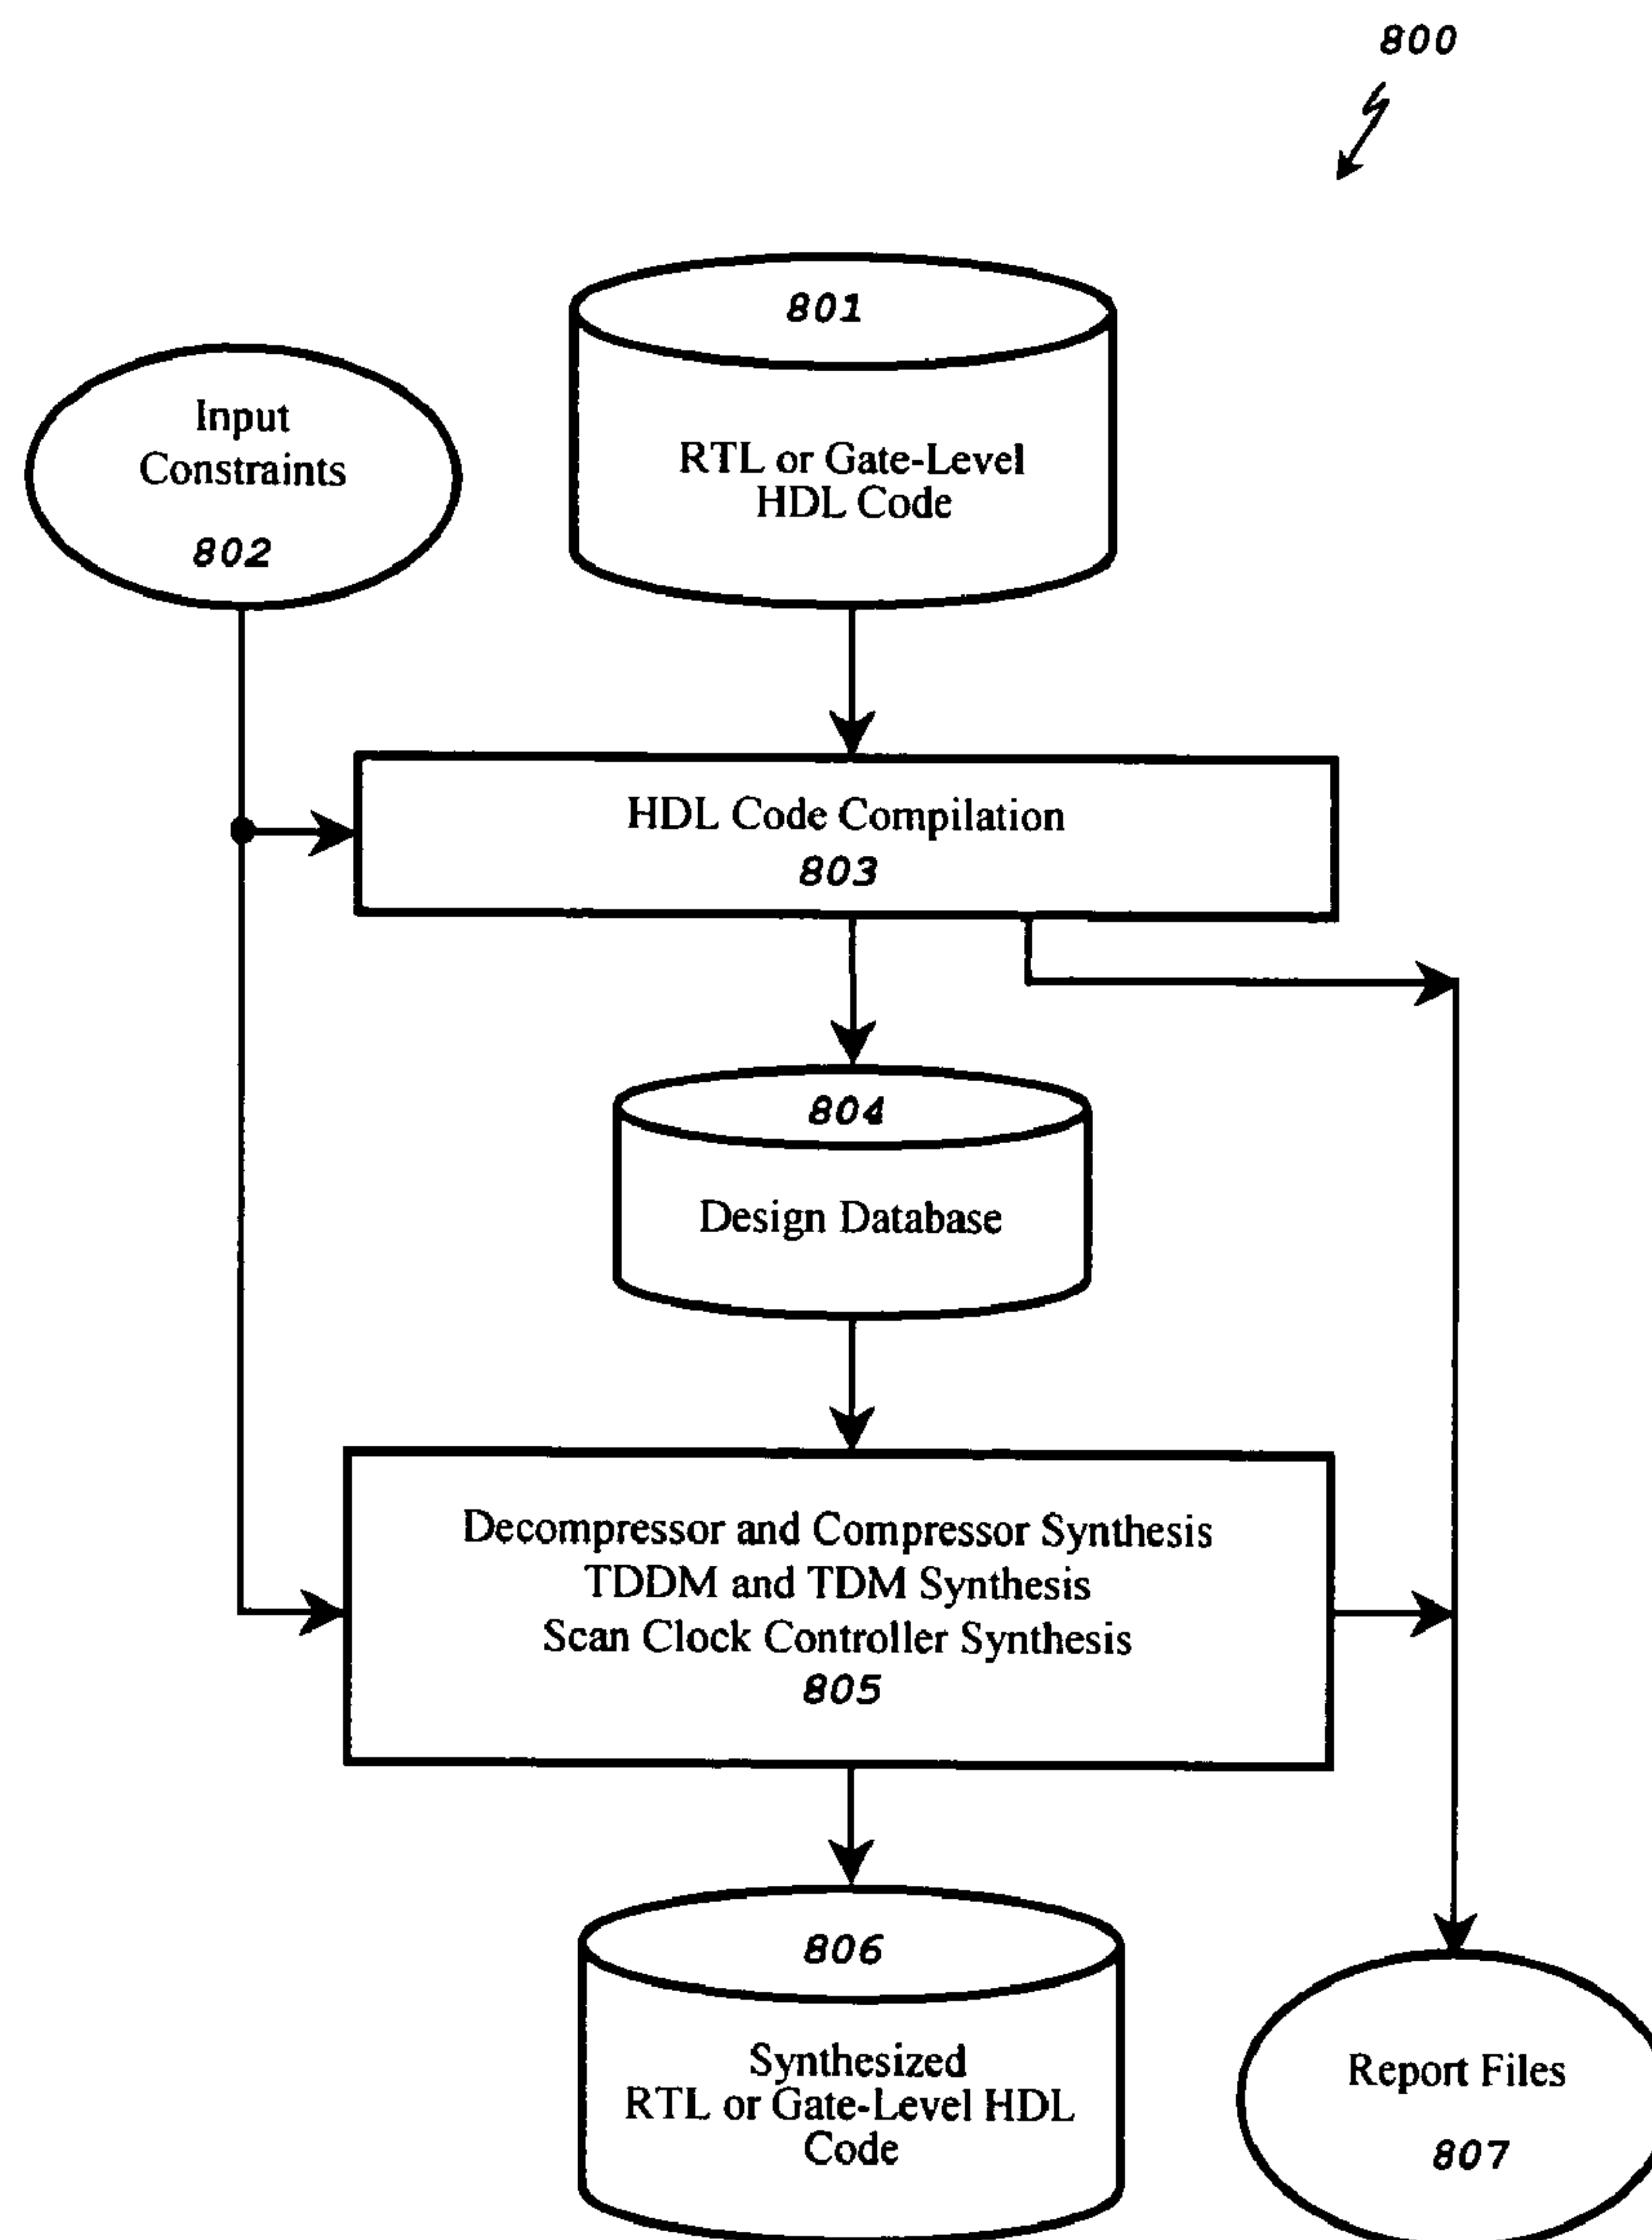 800
801
RTL or Gate-Level
HDL Code
Input
Constraints
802
HDL Code Compilation
803
804
Design Database
Decompressor and Compressor Synthesis
TDDM and TDM Synthesis
Scan Clock Controller Synthesis
805
806
Synthesized
RTL or Gate-Level HDL
Code
Report Files
807